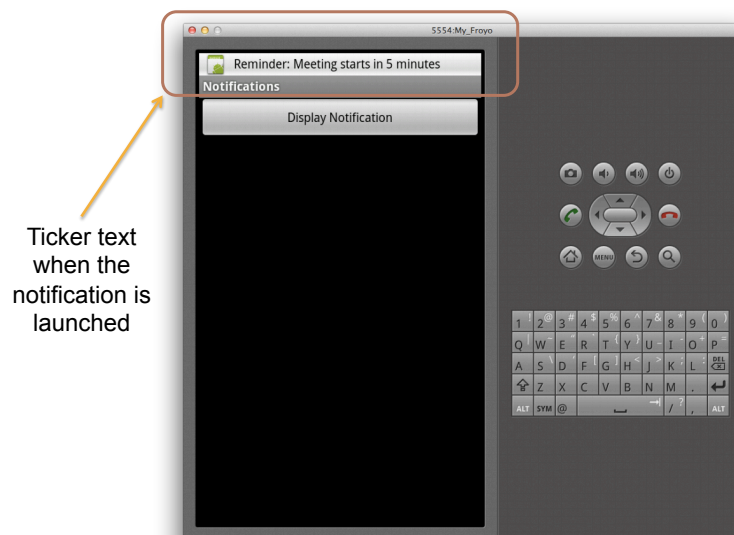 5554:My_Froyo
Reminder: Meeting starts in 5 minutes
Notifications
Display Notification
Ticker text
when the
notification is
launched
MENU
1 ! 2 @ 3 # 4 $ 5 % 6 ^ 7 & 8 * 9 ( 0 )
Q | W ~ E " R ` T { Y } U _ I - O + P =
A S \ D ' F [ G ] H < J > K ; L : DEL
Z X C V B N M .
ALT SYM @ / ? , ALT